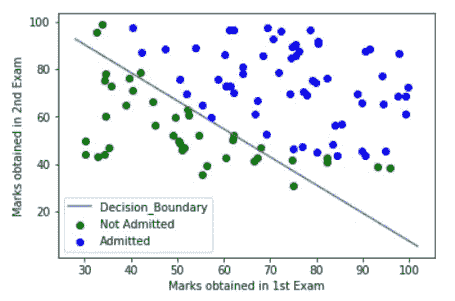 100
80
60
40
20
Marks obtained in 2nd Exam
Decision_Boundary
Not Admitted
Admitted
30 40 50 60 70 80 90 100
Marks obtained in 1st Exam